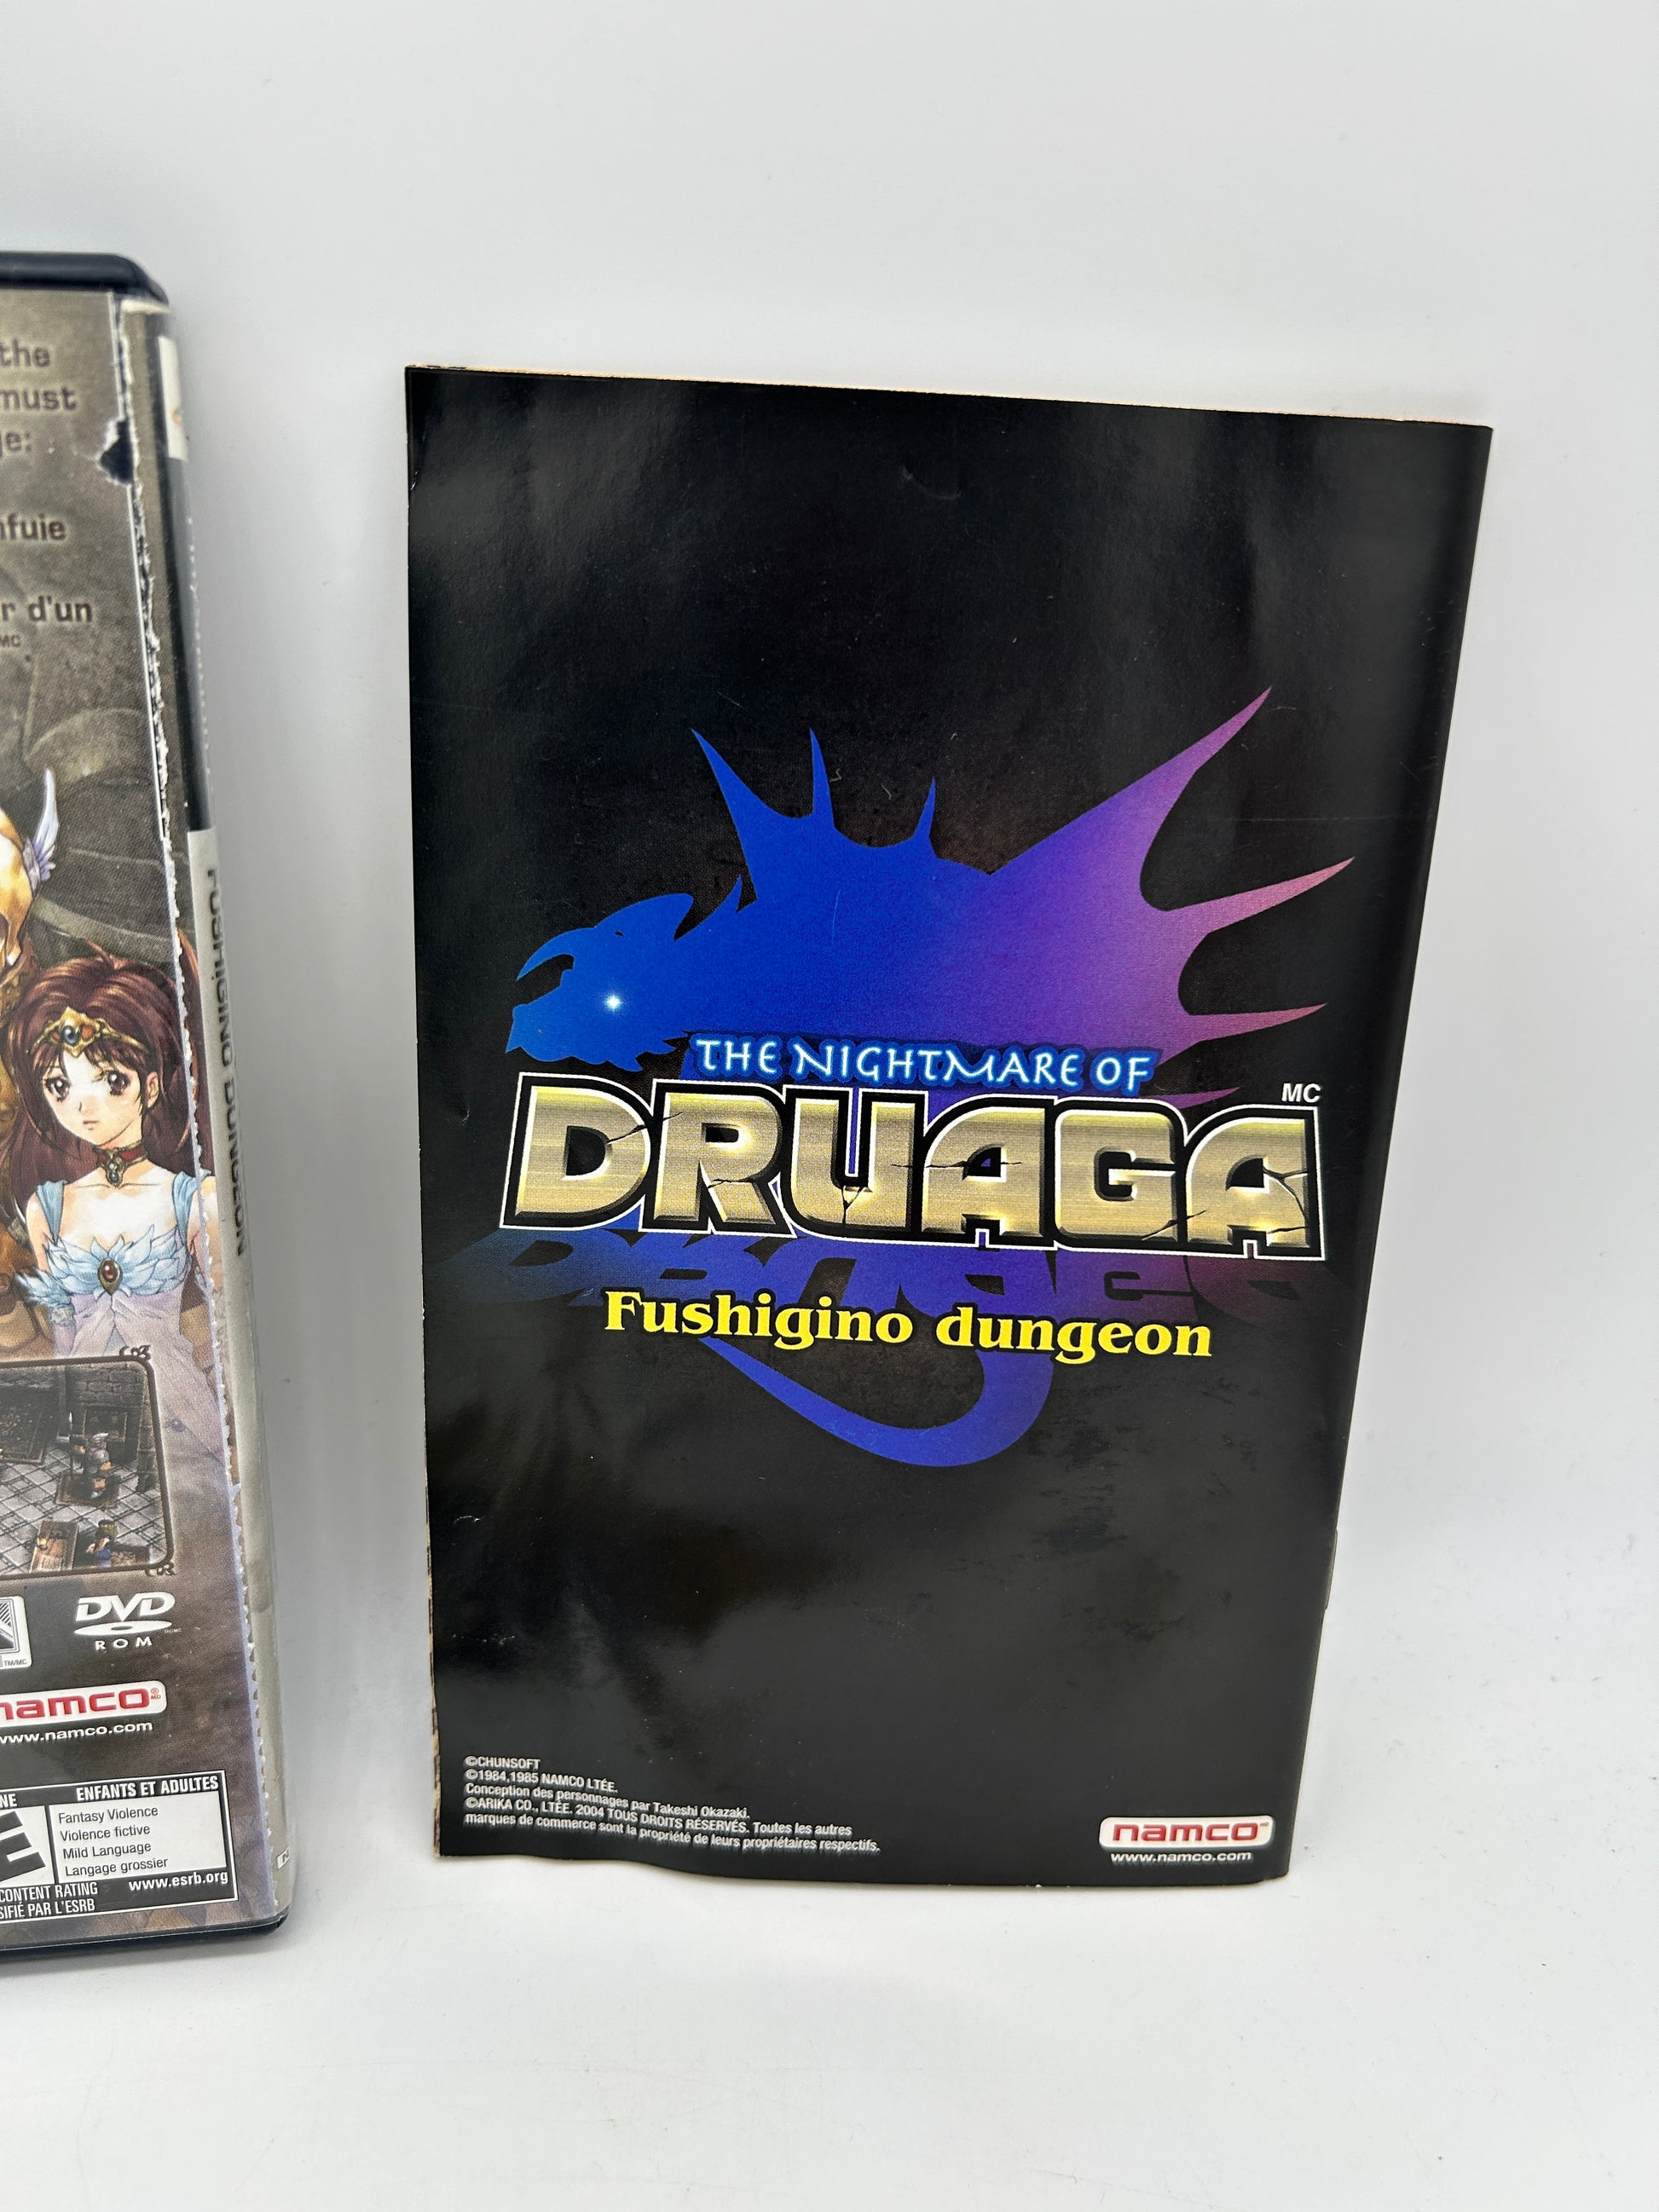 the
must
ge:
nfuie
r d'un
MC
FUSHIGINO DUNGEON
DVD
ROM
TM/MC
namco
www.namco.com
ENFANTS ET ADULTES
E
Fantasy Violence
Violence fictive
Mild Language
Langage grossier
CONTENT RATING
www.esrb.org
SIFIÉ PAR L'ESRB
THE NIGHTMARE OF
MC
DRUAGA
Fushigino dungeon
©CHUNSOFT
©1984,1985 NAMCO LTÉE.
Conception des personnages par Takeshi Okazaki.
©ARIKA CO., LTÉE. 2004 TOUS DROITS RÉSERVÉS. Toutes les autres
marques de commerce sont la propriété de leurs propriétaires respectifs.
namco
www.namco.com